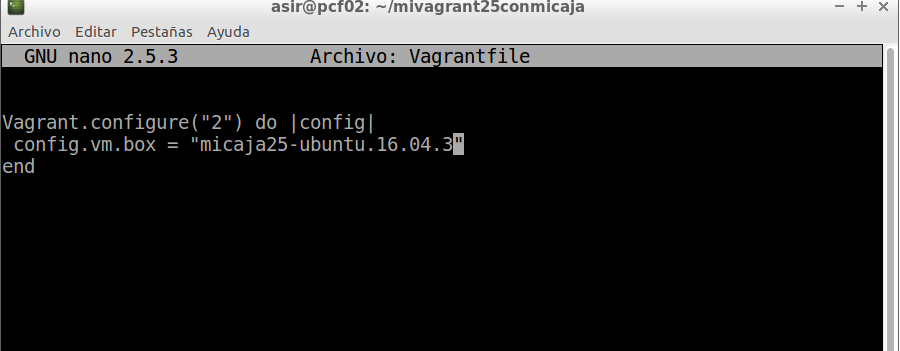 asir@pcf02: ~/mivagrant25conmicaja
Archivo Editar Pestañas Ayuda
GNU nano 2.5.3 Archivo: Vagrantfile
Vagrant.configure("2") do |config|
 config.vm.box = "micaja25-ubuntu.16.04.3"
end